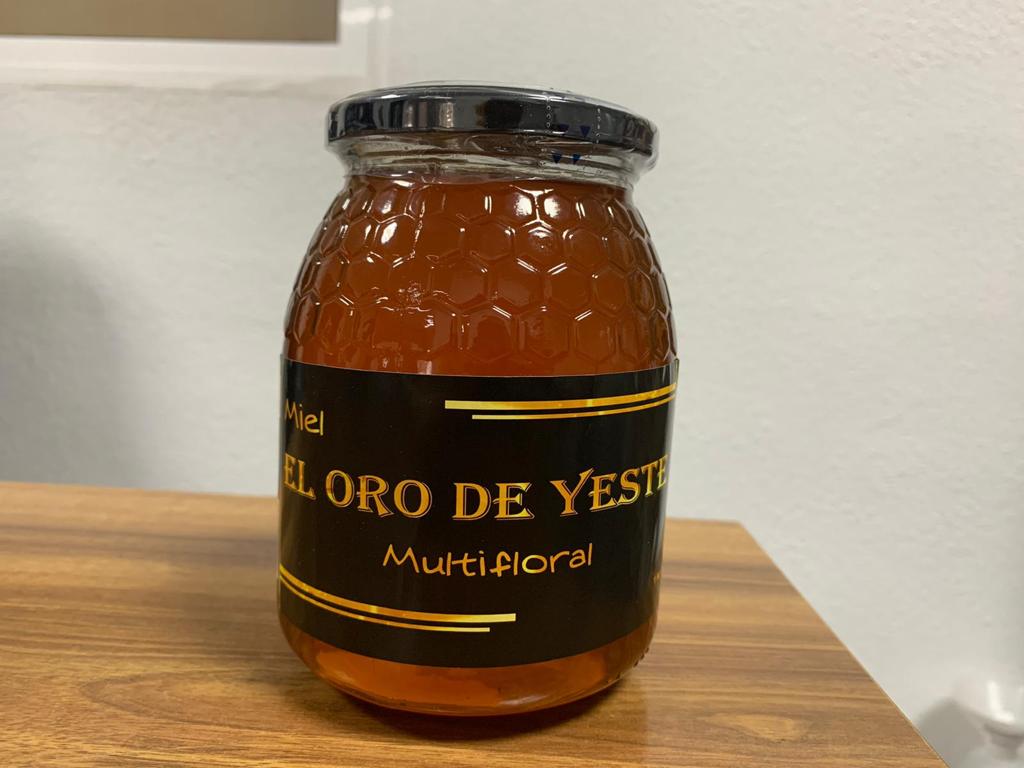 Miel
EL ORO DE YESTE
Multifloral